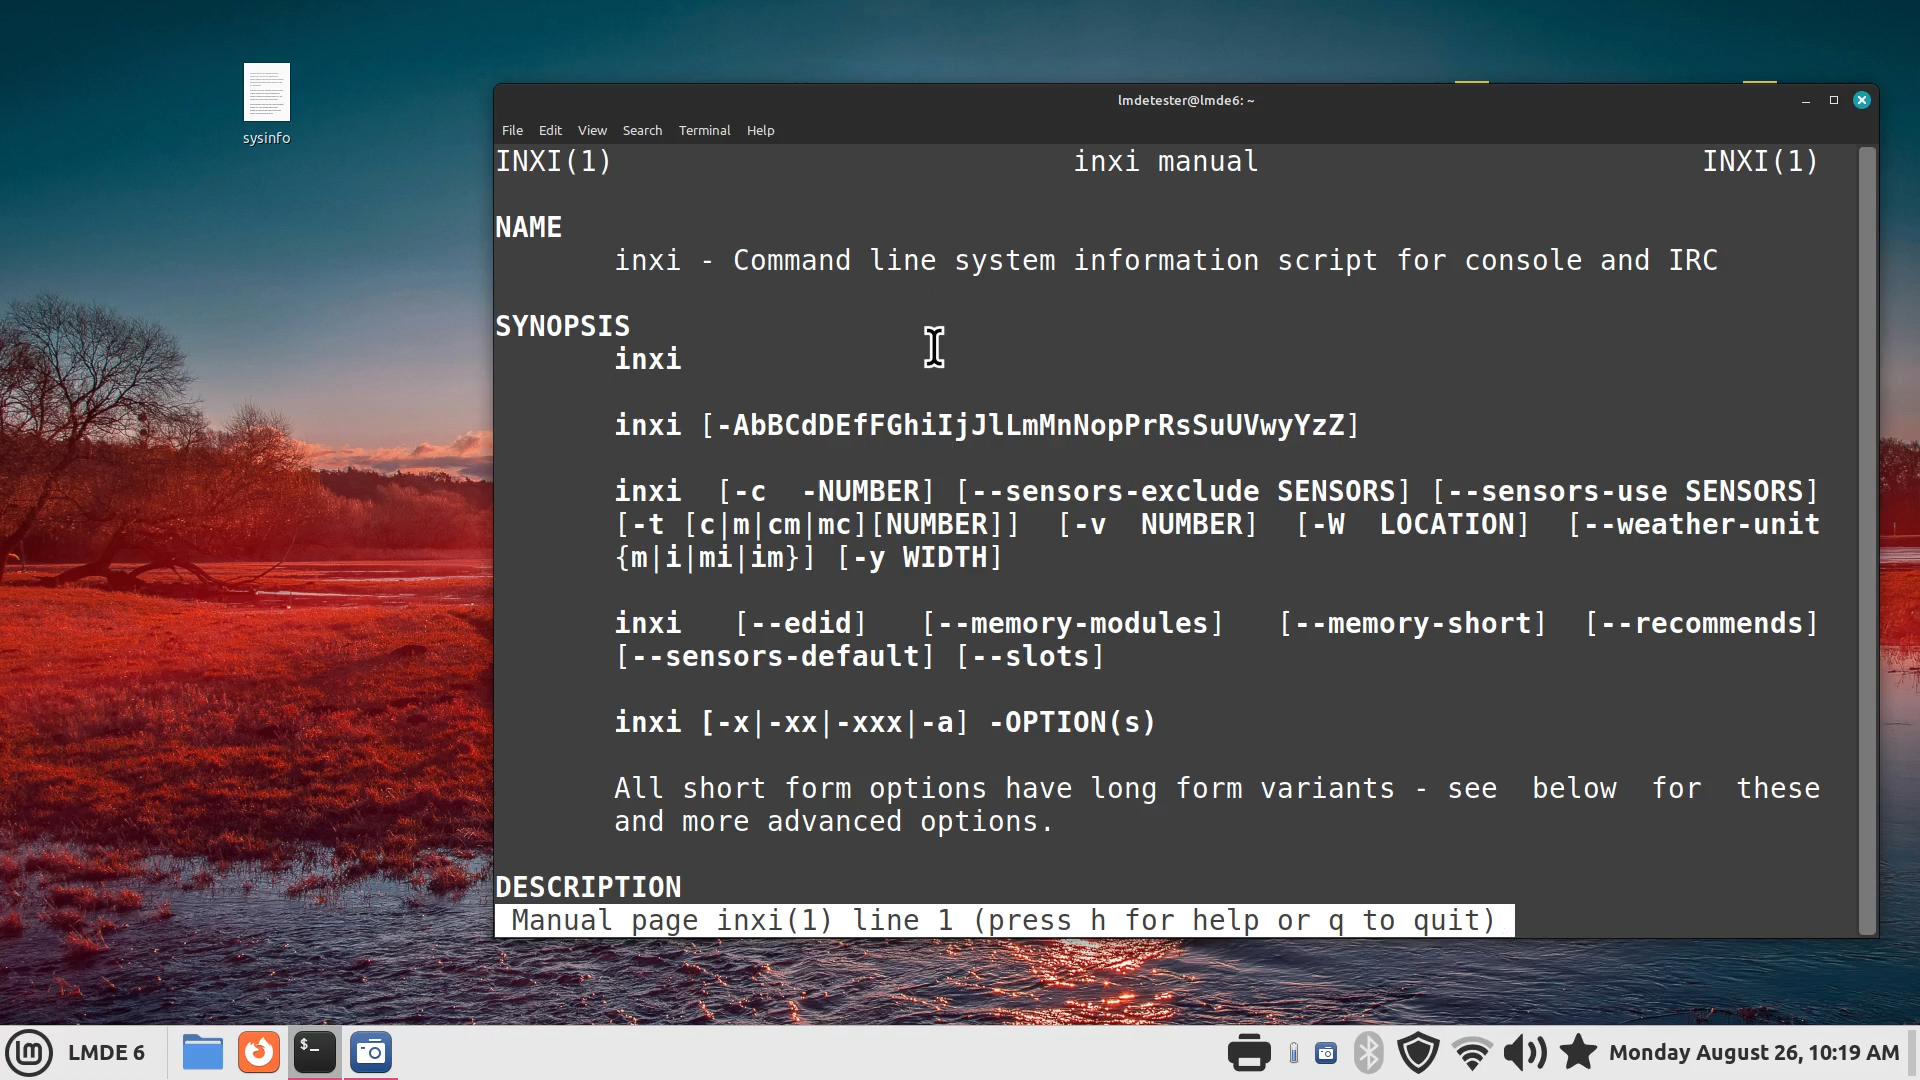 sysinfo
lmdetester@lmde6: ~
File Edit View Search Terminal Help
INXI(1) inxi manual INXI(1)
NAME
inxi - Command line system information script for console and IRC
SYNOPSIS
inxi
inxi [-AbBCdDEfFGhiIjJlLmMnNopPrRsSuUVwyYzZ]
inxi [-c -NUMBER] [--sensors-exclude SENSORS] [--sensors-use SENSORS]
[-t [c|m|cm|mc][NUMBER]] [-v NUMBER] [-W LOCATION] [--weather-unit
{m|i|mi|im}] [-y WIDTH]
inxi [--edid] [--memory-modules] [--memory-short] [--recommends]
[--sensors-default] [--slots]
inxi [-x|-xx|-xxx|-a] -OPTION(s)
All short form options have long form variants - see below for these
and more advanced options.
DESCRIPTION
Manual page inxi(1) line 1 (press h for help or q to quit)
LMDE 6
$_
Monday August 26, 10:19 AM